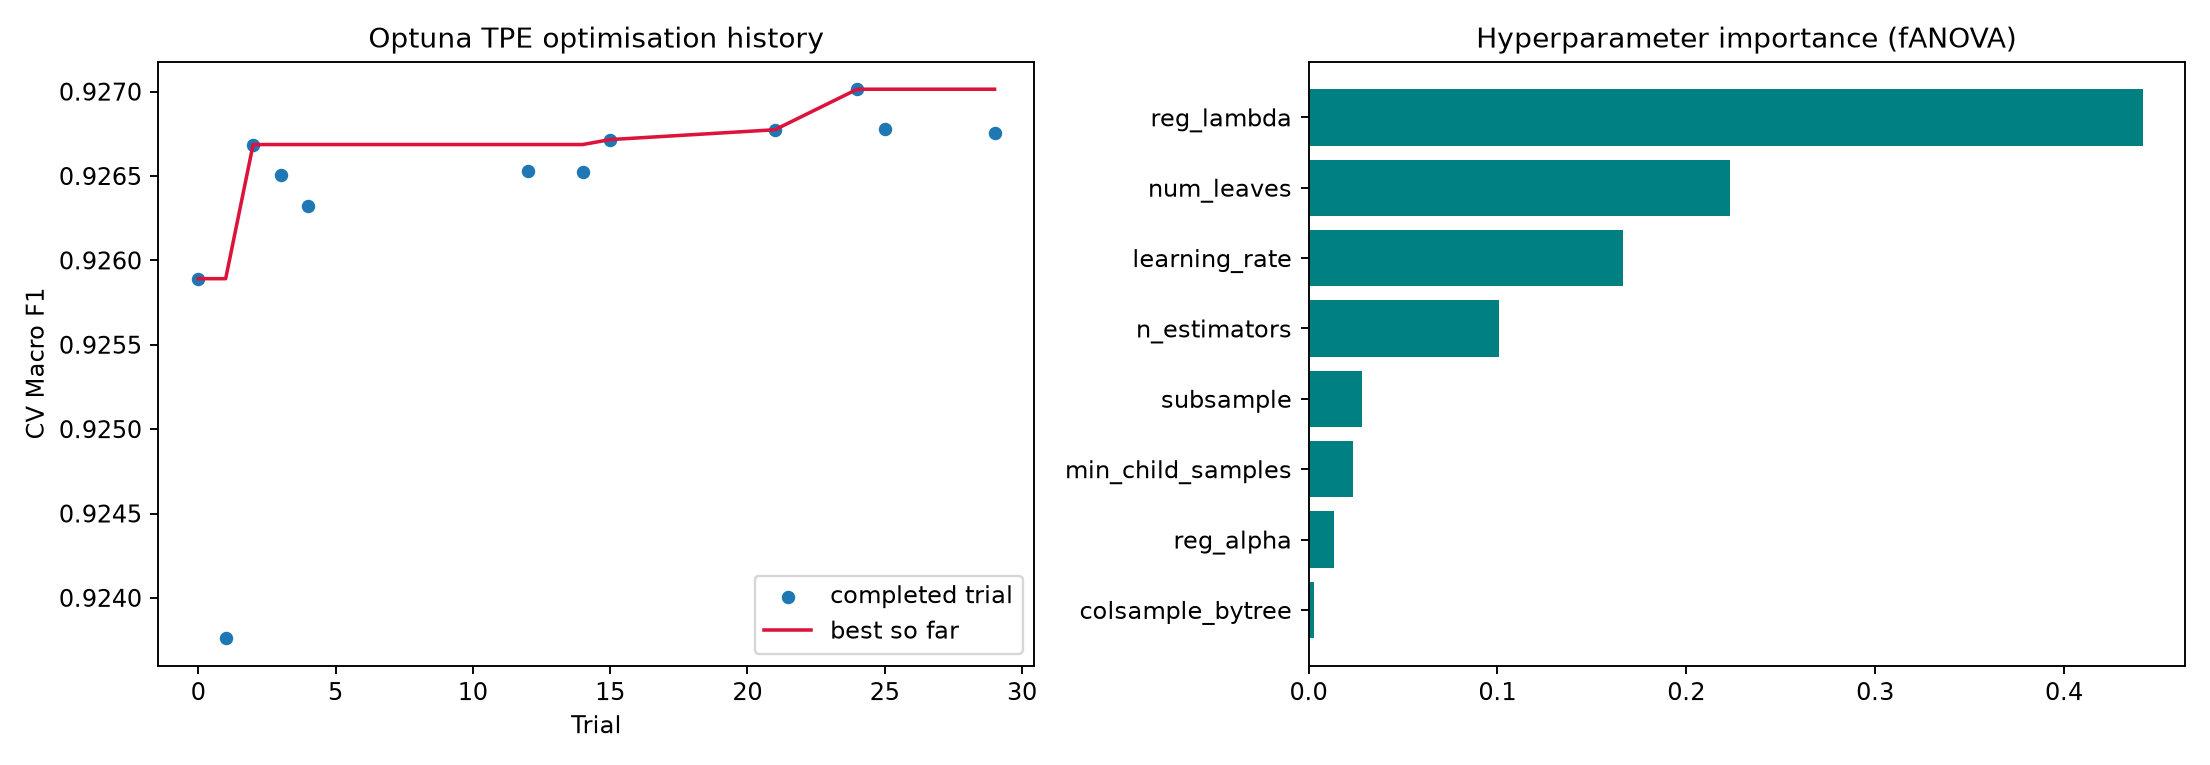 Optuna TPE optimisation history
CV Macro F1
0.9270
0.9265
0.9260
0.9255
0.9250
0.9245
0.9240
completed trial
best so far
0 5 10 15 20 25 30
Trial
Hyperparameter importance (fANOVA)
reg_lambda
num_leaves
learning_rate
n_estimators
subsample
min_child_samples
reg_alpha
colsample_bytree
0.0 0.1 0.2 0.3 0.4